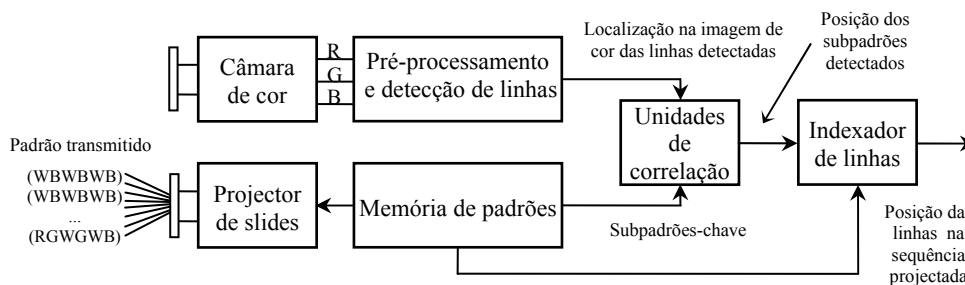 Localização na imagem de
cor das linhas detectadas
Posição dos
subpadrões
detectados
Câmara
de cor
R
G
B
Pré-processamento
e detecção de linhas
Unidades
de
correlação
Indexador
de linhas
Padrão transmitido
(WBWBWB)
(WBWBWB)
...
(RGWGWB)
Projector
de slides
Memória de padrões
Subpadrões-chave
Posição da
linhas na
sequência
projectada